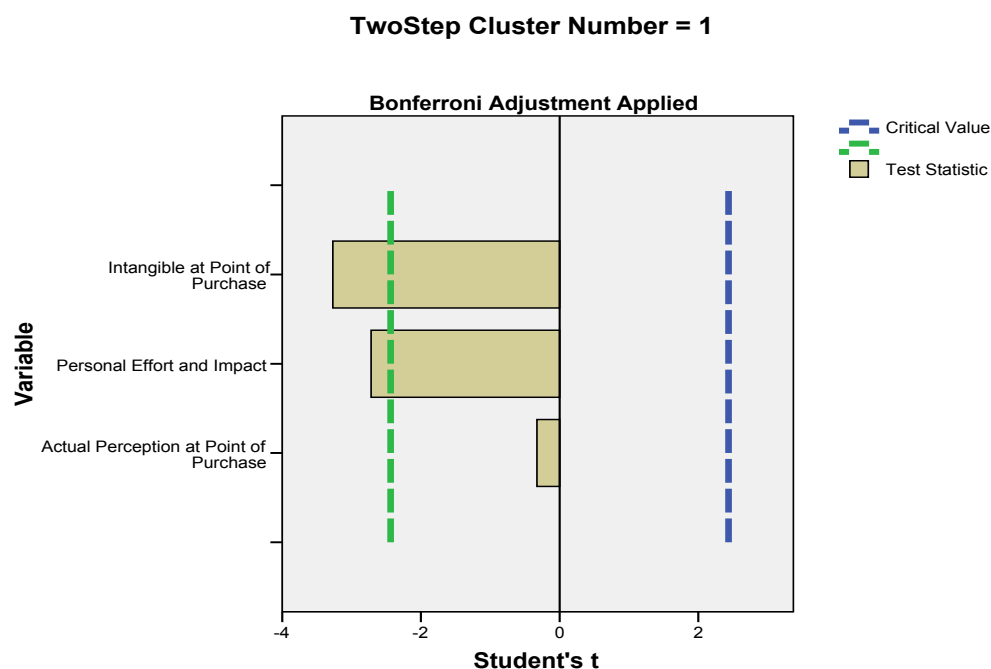 TwoStep Cluster Number = 1
Bonferroni Adjustment Applied
Critical Value
Test Statistic
Variable
Intangible at Point of
Purchase
Personal Effort and Impact
Actual Perception at Point of
Purchase
-4
-2
0
2
Student's t